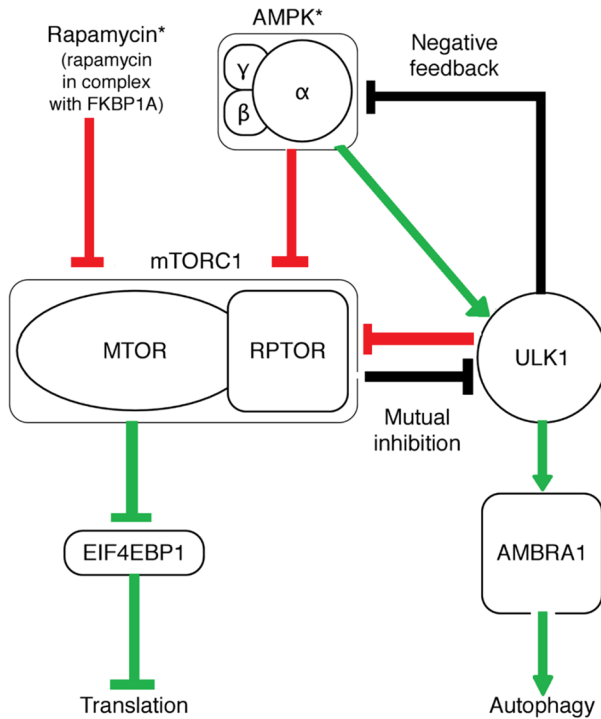 Rapamycin*
(rapamycin
in complex
with FKBP1A)
AMPK*
γ
β
α
Negative
feedback
mTORC1
MTOR
RPTOR
ULK1
Mutual
inhibition
EIF4EBP1
AMBRA1
Translation
Autophagy